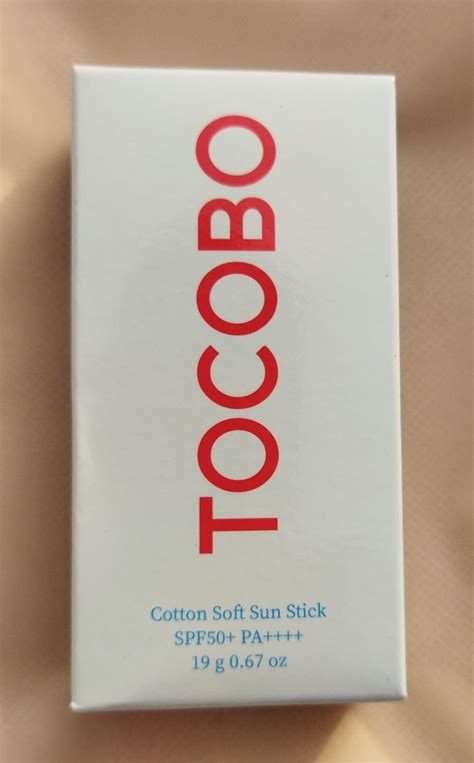 TOCOBO
Cotton Soft Sun Stick
SPF50+ PA++++
19 g 0.67 oz